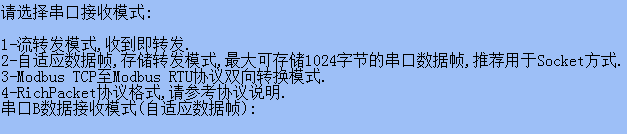 请选择串口接收模式:
1-流转发模式,收到即转发.
2-自适应数据帧,存储转发模式,最大可存储1024字节的串口数据帧,推荐用于Socket方式.
3-Modbus TCP至Modbus RTU协议双向转换模式.
4-RichPacket协议格式,请参考协议说明.
串口B数据接收模式(自适应数据帧):